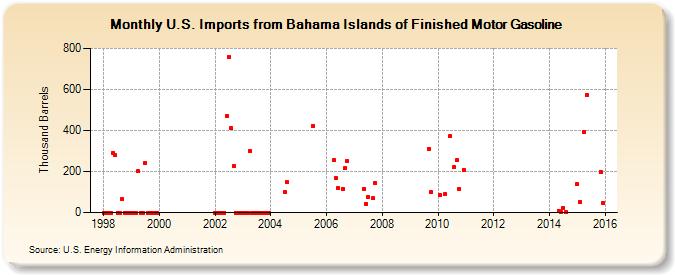 Monthly U.S. Imports from Bahama Islands of Finished Motor Gasoline
Thousand Barrels
800
600
400
200
0
1998 2000 2002 2004 2006 2008 2010 2012 2014 2016
Source: U.S. Energy Information Administration